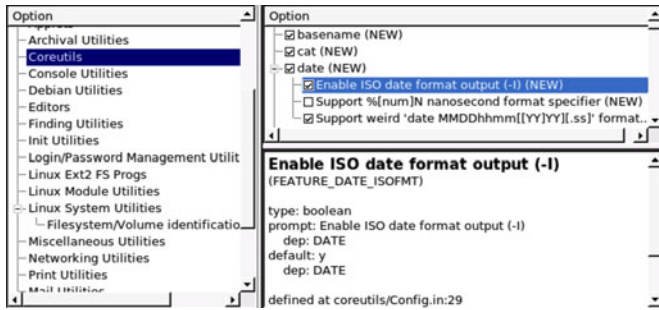 Option
Archival Utilities
Coreutils
Console Utilities
Debian Utilities
Editors
Finding Utilities
Init Utilities
Login/Password Management Utilit
Linux Ext2 FS Progs
Linux Module Utilities
Linux System Utilities
Filesystem/Volume identificatio
Miscellaneous Utilities
Networking Utilities
Print Utilities
Mail Utilities
Option
basename (NEW)
cat (NEW)
date (NEW)
Enable ISO date format output (-I) (NEW)
Support %[num]N nanosecond format specifier (NEW)
Support weird 'date MMDDhhmm[[YY]YY][.ss]' format..
Enable ISO date format output (-I)
(FEATURE_DATE_ISOFMT)
type: boolean
prompt: Enable ISO date format output (-I)
dep: DATE
default: y
dep: DATE
defined at coreutils/Config.in:29